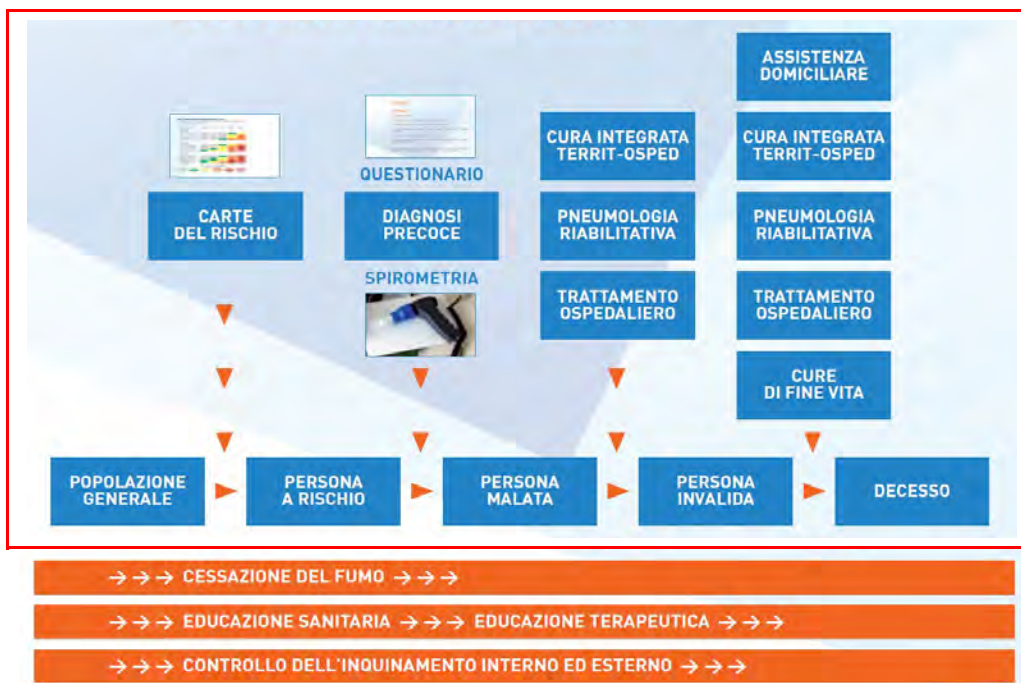 ASSISTENZA
DOMICILIARE
CURA INTEGRATA
TERRIT-OSPED
CURA INTEGRATA
TERRIT-OSPED
QUESTIONARIO
CARTE
DEL RISCHIO
DIAGNOSI
PRECOCE
PNEUMOLOGIA
RIABILITATIVA
PNEUMOLOGIA
RIABILITATIVA
SPIROMETRIA
TRATTAMENTO
OSPEDALIERO
TRATTAMENTO
OSPEDALIERO
CURE
DI FINE VITA
POPOLAZIONE
GENERALE
PERSONA
A RISCHIO
PERSONA
MALATA
PERSONA
INVALIDA
DECESSO
→→→ CESSAZIONE DEL FUMO →→→
→→→ EDUCAZIONE SANITARIA →→→ EDUCAZIONE TERAPEUTICA →→→
→→→ CONTROLLO DELL'INQUINAMENTO INTERNO ED ESTERNO →→→